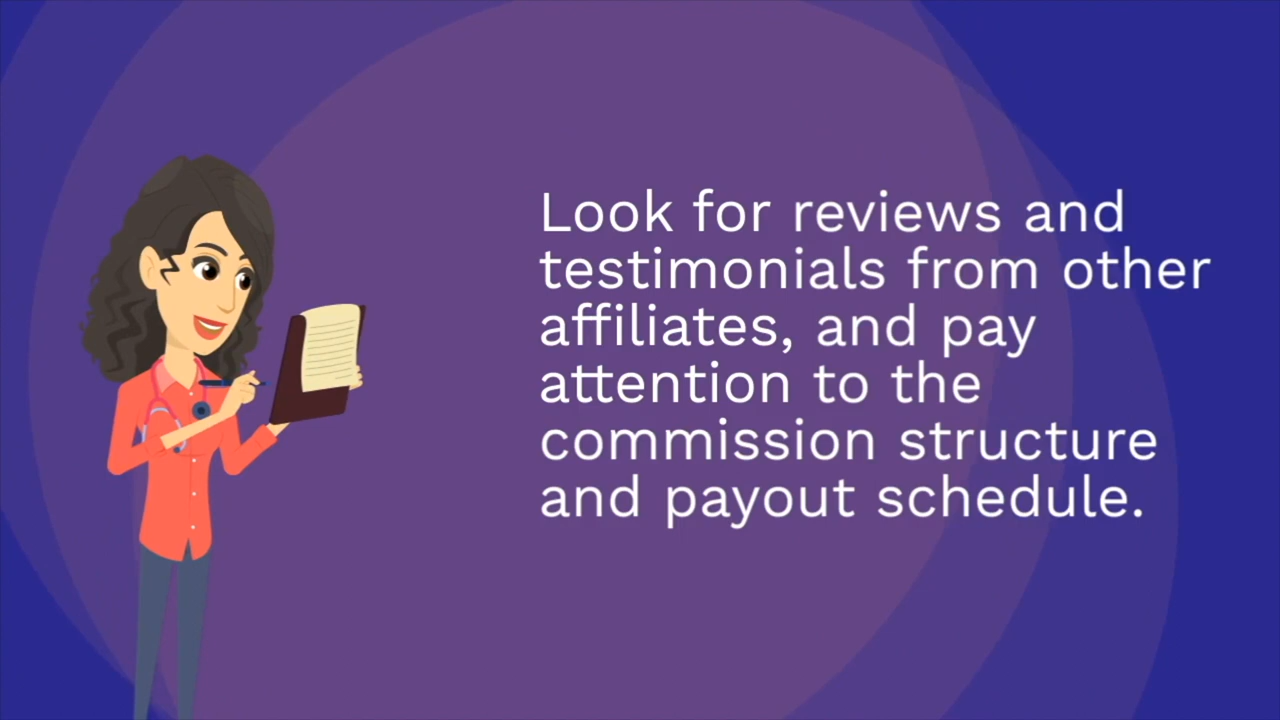 Look for reviews and
testimonials from other
affiliates, and pay
attention to the
commission structure
and payout schedule.